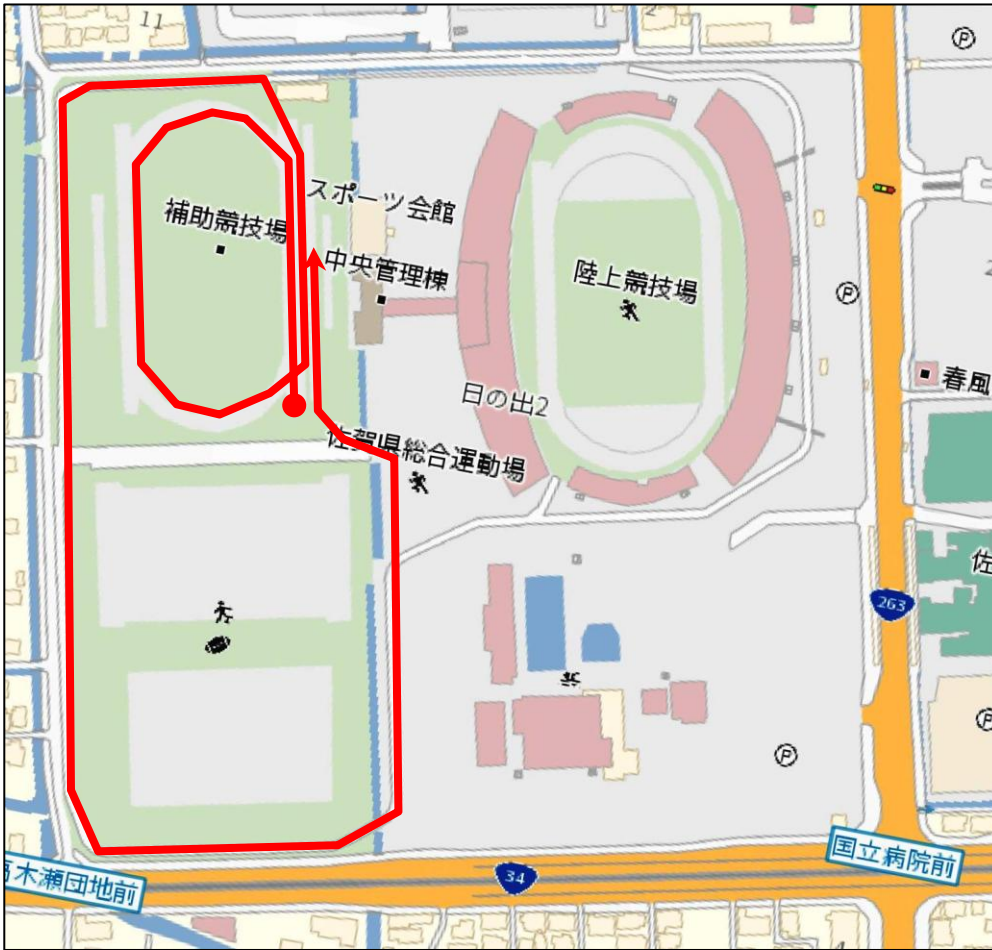 11
2
Ⓟ
スポーツ会館
補助競技場
中央管理棟
陸上競技場
Ⓟ
春風
日の出2
佐賀県総合運動場
佐
263
Ⓟ
Ⓟ
国立病院前
木瀬団地前
34